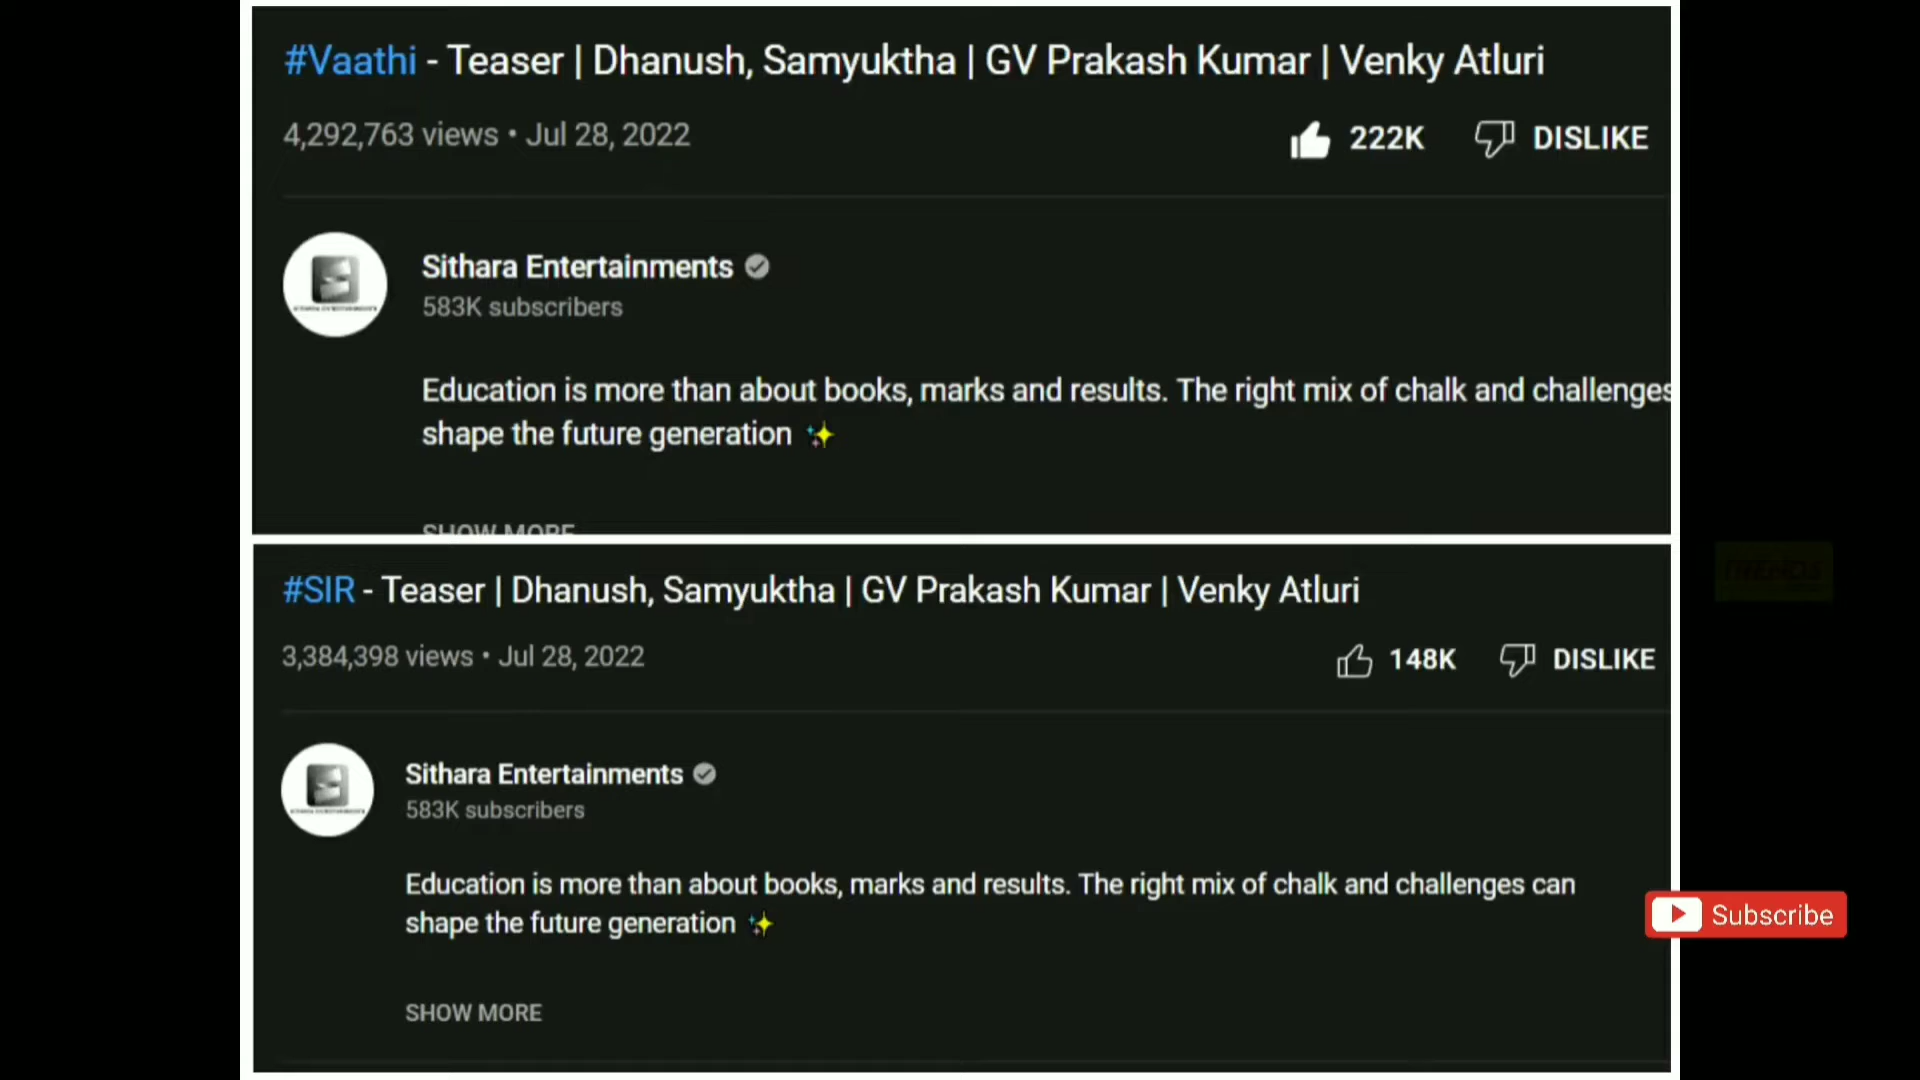 #Vaathi - Teaser | Dhanush, Samyuktha | GV Prakash Kumar | Venky Atluri
4,292,763 views • Jul 28, 2022
222K DISLIKE
Sithara Entertainments
583K subscribers
Education is more than about books, marks and results. The right mix of chalk and challenges
shape the future generation ✨
SHOW MORE
#SIR - Teaser | Dhanush, Samyuktha | GV Prakash Kumar | Venky Atluri
3,384,398 views • Jul 28, 2022
148K DISLIKE
Sithara Entertainments
583K subscribers
Education is more than about books, marks and results. The right mix of chalk and challenges can
shape the future generation ✨
Subscribe
SHOW MORE